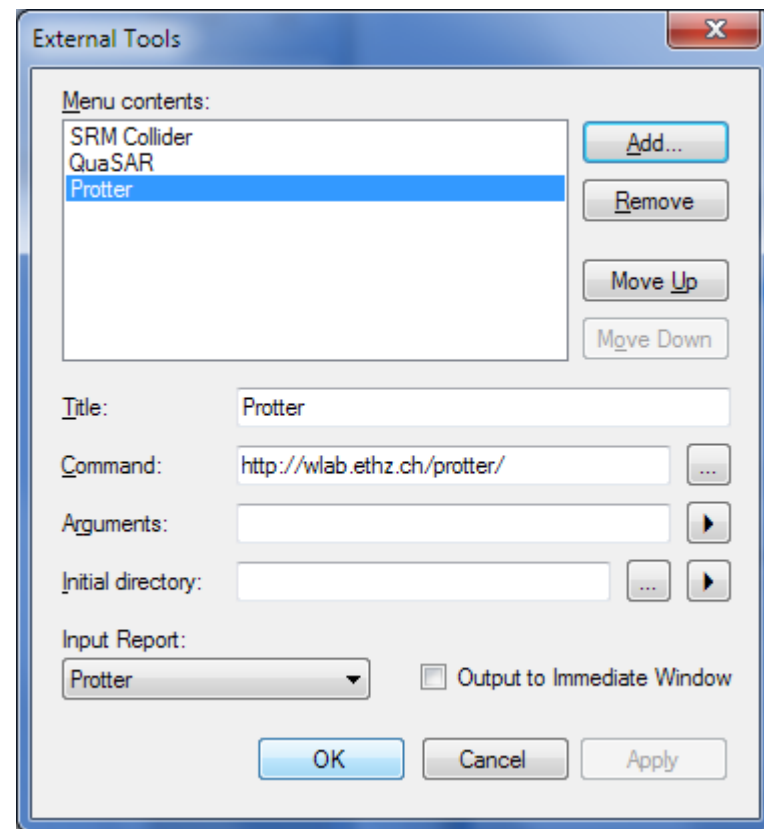 External Tools
Menu contents:
SRM Collider
QuaSAR
Protter
Add...
Remove
Move Up
Move Down
Title:
Protter
Command:
http://wlab.ethz.ch/protter/
...
Arguments:
Initial directory:
...
Input Report:
Protter
Output to Immediate Window
OK
Cancel
Apply